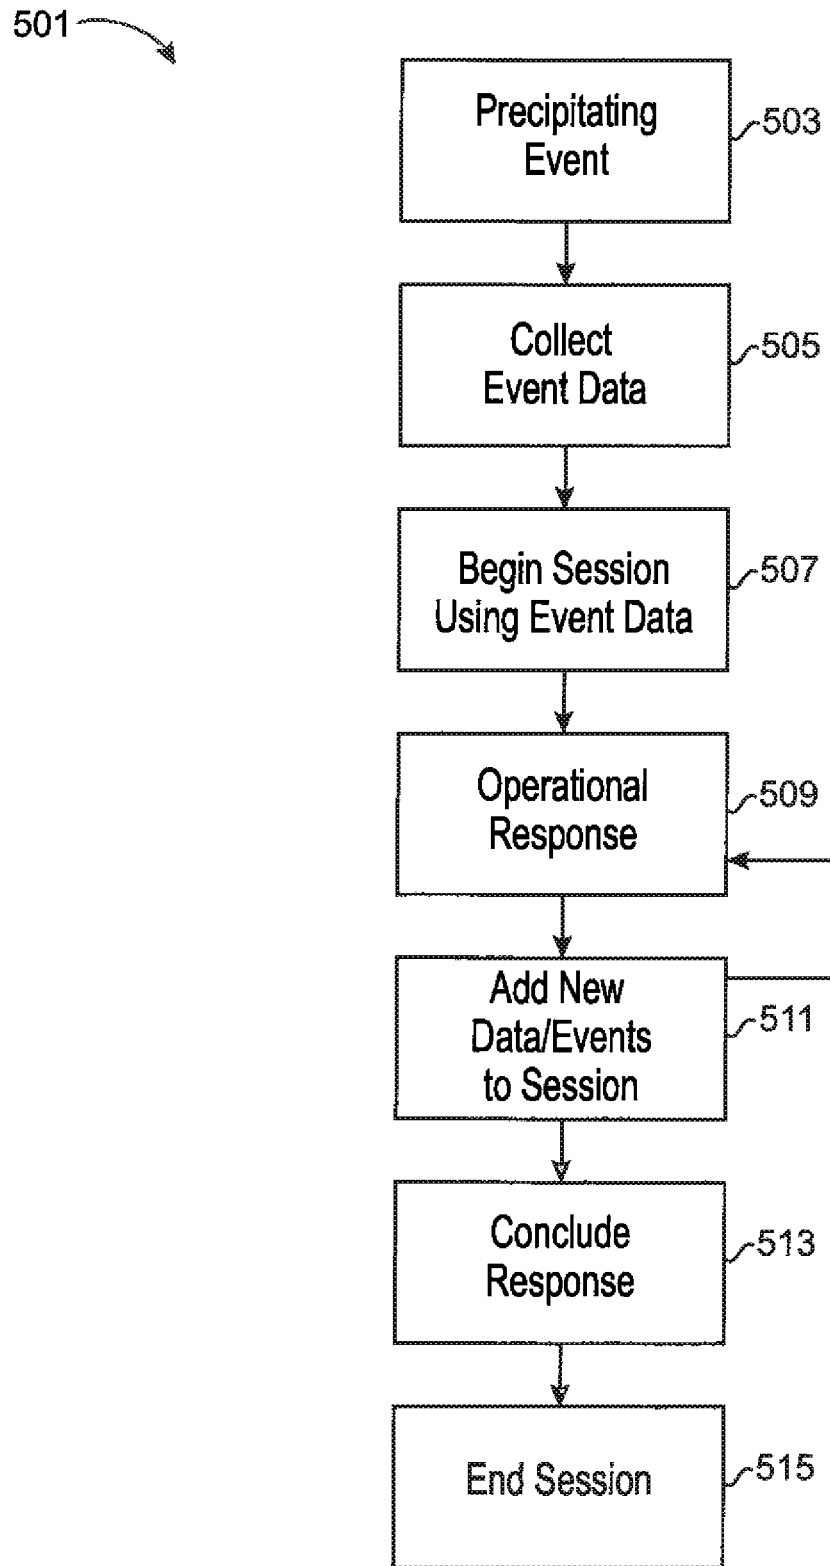 501
Precipitating
Event
503
Collect
Event Data
505
Begin Session
Using Event Data
507
Operational
Response
509
Add New
Data/Events
to Session
511
Conclude
Response
513
End Session
515